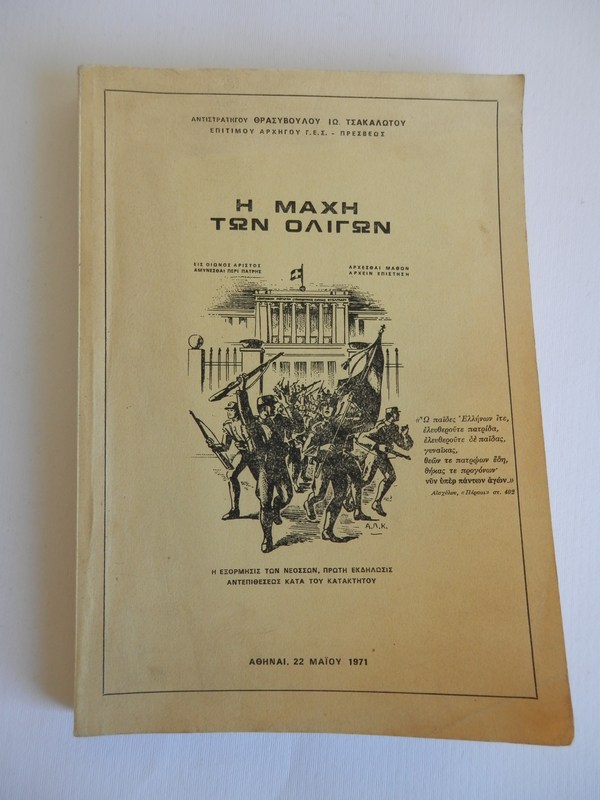 ΑΝΤΙΣΤΡΑΤΗΓΟΥ ΘΡΑΣΥΒΟΥΛΟΥ ΙΩ. ΤΣΑΚΑΛΩΤΟΥ
ΕΠΙΤΙΜΟΥ ΑΡΧΗΓΟΥ Γ.Ε.Σ. - ΠΡΕΣΒΕΩΣ
Η ΜΑΧΗ
ΤΩΝ ΟΛΙΓΩΝ
ΕΙΣ ΟΙΩΝΟΣ ΑΡΙΣΤΟΣ
ΑΜΥΝΕΣΘΑΙ ΠΕΡΙ ΠΑΤΡΗΣ
ΑΡΧΕΣΘΑΙ ΜΑΘΩΝ
ΑΡΧΕΙΝ ΕΠΙΣΤΗΣΗ
«Ὦ παῖδες Ἑλλήνων ἴτε,
ἐλευθεροῦτε πατρίδα,
ἐλευθεροῦτε δὲ παῖδας,
γυναῖκας,
θεῶν τε πατρῴων ἕδη,
θήκας τε προγόνων·
νῦν ὑπὲρ πάντων ἀγών.»
Αἰσχύλου, «Πέρσαι» στ. 402
Α.Λ.Κ.
Η ΕΞΟΡΜΗΣΙΣ ΤΩΝ ΝΕΟΣΣΩΝ, ΠΡΩΤΗ ΕΚΔΗΛΩΣΙΣ
ΑΝΤΕΠΙΘΕΣΕΩΣ ΚΑΤΑ ΤΟΥ ΚΑΤΑΚΤΗΤΟΥ
ΑΘΗΝΑΙ, 22 ΜΑΪΟΥ 1971